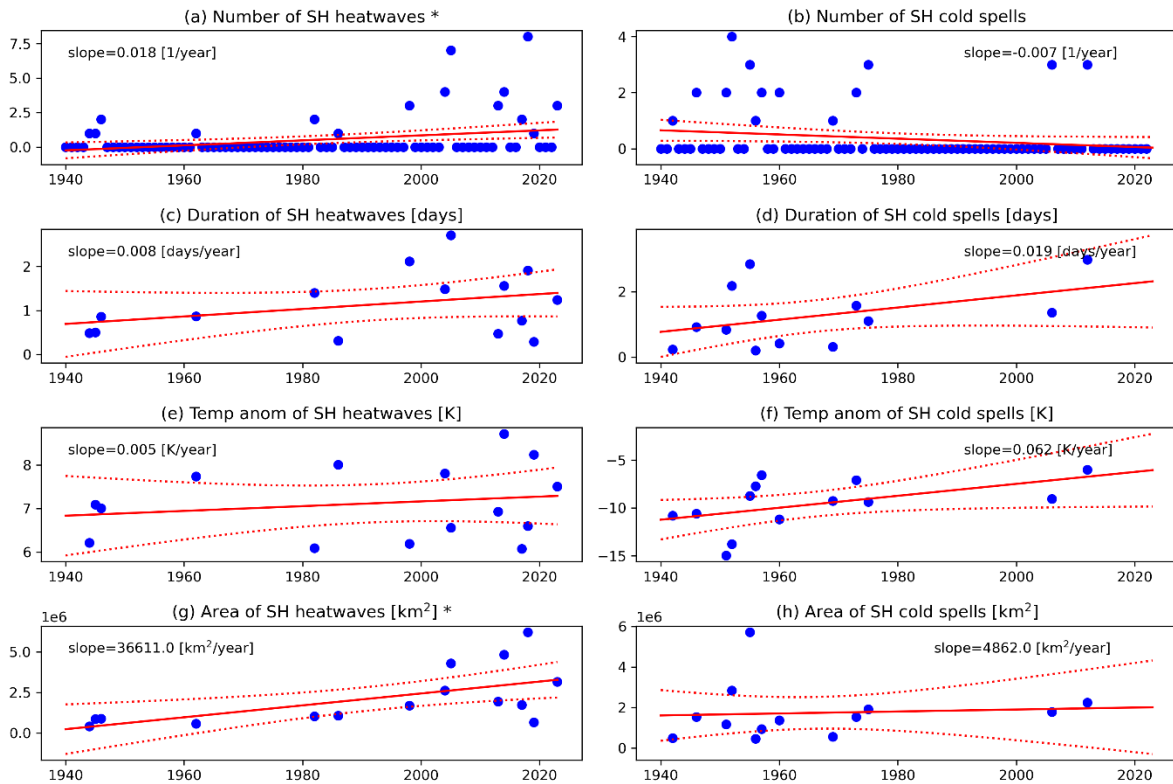 (a) Number of SH heatwaves *
slope=0.018 [1/year]
7.5
5.0
2.5
0.0
1940 1960 1980 2000 2020
(b) Number of SH cold spells
slope=-0.007 [1/year]
4
2
0
1940 1960 1980 2000 2020
(c) Duration of SH heatwaves [days]
slope=0.008 [days/year]
2
1
0
1940 1960 1980 2000 2020
(d) Duration of SH cold spells [days]
slope=0.019 [days/year]
2
0
1940 1960 1980 2000 2020
(e) Temp anom of SH heatwaves [K]
slope=0.005 [K/year]
8
7
6
1940 1960 1980 2000 2020
(f) Temp anom of SH cold spells [K]
slope=0.062 [K/year]
−5
−10
−15
1940 1960 1980 2000 2020
1e6 (g) Area of SH heatwaves [km²] *
slope=36611.0 [km²/year]
5.0
2.5
0.0
1940 1960 1980 2000 2020
1e6 (h) Area of SH cold spells [km²]
slope=4862.0 [km²/year]
6
4
2
0
1940 1960 1980 2000 2020